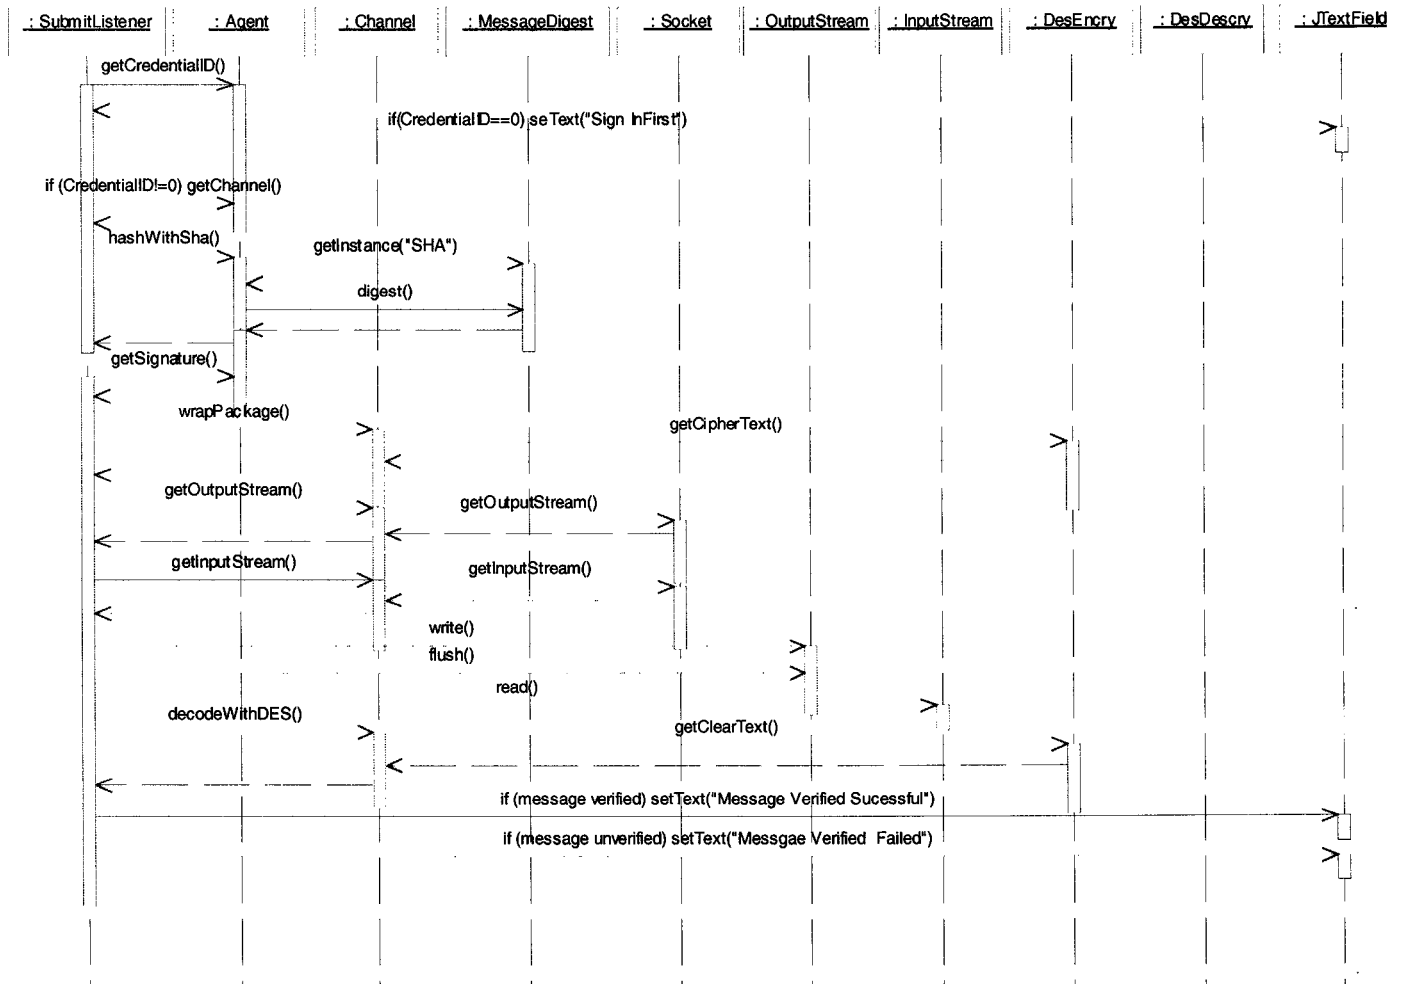 : SubmitListener
: Agent
: Channel
: MessageDigest
: Socket
: OutputStream
: InputStream
: DesEncry
: DesDescry
: JTextField
getCredentialID()
if(CredentialID==0) seText("Sign InFirst")
if (CredentialID!=0) getChannel()
hashWithSha()
getInstance("SHA")
digest()
getSignature()
wrapPackage()
getCipherText()
getOutputStream()
getOutputStream()
getInputStream()
getInputStream()
write()
flush()
read()
decodeWithDES()
getClearText()
if (message verified) setText("Message Verified Sucessful")
if (message unverified) setText("Messgae Verified Failed")